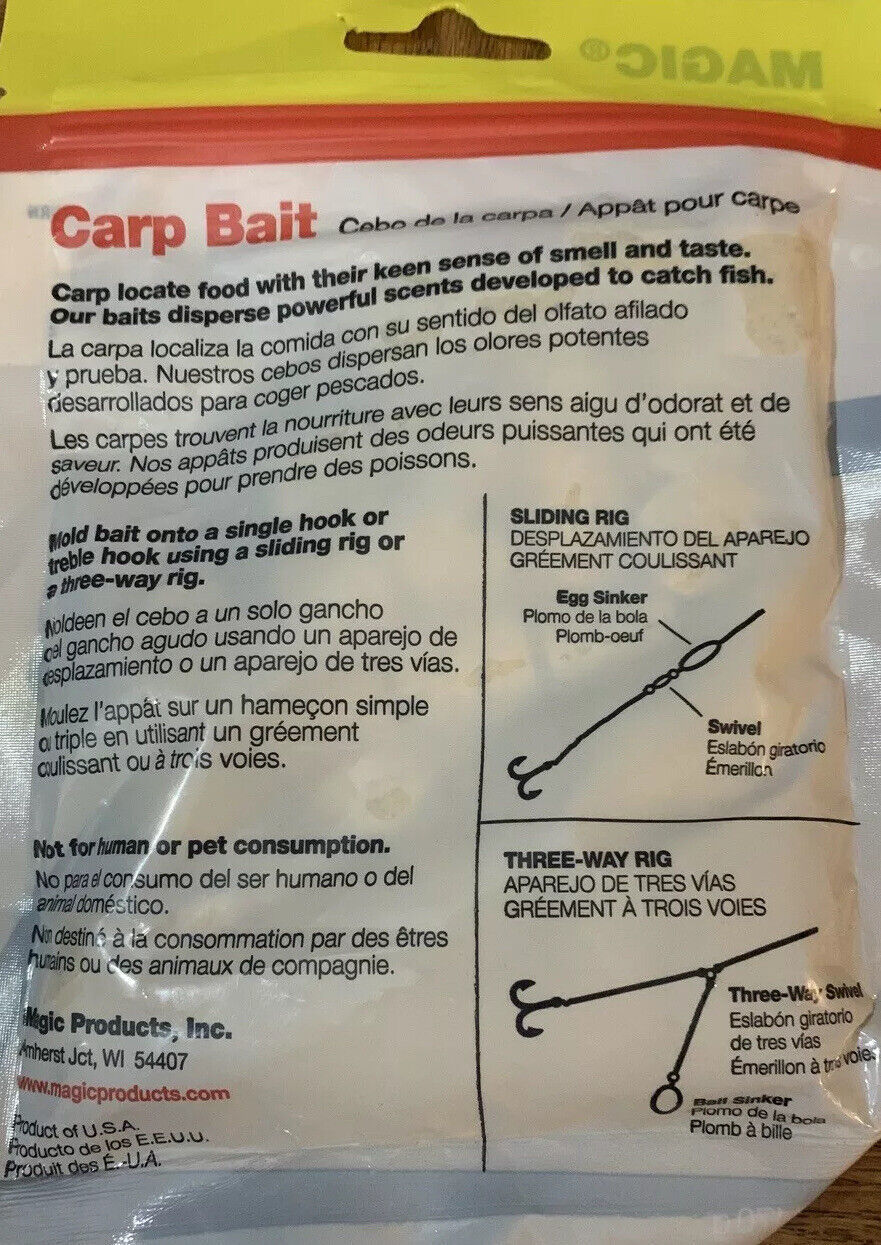 MAGIC®
Carp Bait Cebo de la carpa / Appât pour carpe
Carp locate food with their keen sense of smell and taste.
Our baits disperse powerful scents developed to catch fish.
La carpa localiza la comida con su sentido del olfato afilado
y prueba. Nuestros cebos dispersan los olores potentes
desarrollados para coger pescados.
Les carpes trouvent la nourriture avec leurs sens aigu d'odorat et de
saveur. Nos appâts produisent des odeurs puissantes qui ont été
développées pour prendre des poissons.
Mold bait onto a single hook or
treble hook using a sliding rig or
a three-way rig.
Moldeen el cebo a un solo gancho
o el gancho agudo usando un aparejo de
desplazamiento o un aparejo de tres vías.
Moulez l'appât sur un hameçon simple
ou triple en utilisant un gréement
coulissant ou à trois voies.
Not for human or pet consumption.
No para el consumo del ser humano o del
animal doméstico.
Non destiné à la consommation par des êtres
humains ou des animaux de compagnie.
Magic Products, Inc.
Amherst Jct, WI 54407
www.magicproducts.com
Product of U.S.A.
Producto de los E.E.U.U.
Produit des É.-U.A.
SLIDING RIG
DESPLAZAMIENTO DEL APAREJO
GRÉEMENT COULISSANT
Egg Sinker
Plomo de la bola
Plomb-oeuf
Swivel
Eslabón giratorio
Émerillon
THREE-WAY RIG
APAREJO DE TRES VÍAS
GRÉEMENT À TROIS VOIES
Three-Way Swivel
Eslabón giratorio
de tres vías
Émerillon à trois voies
Ball Sinker
Plomo de la bola
Plomb à bille